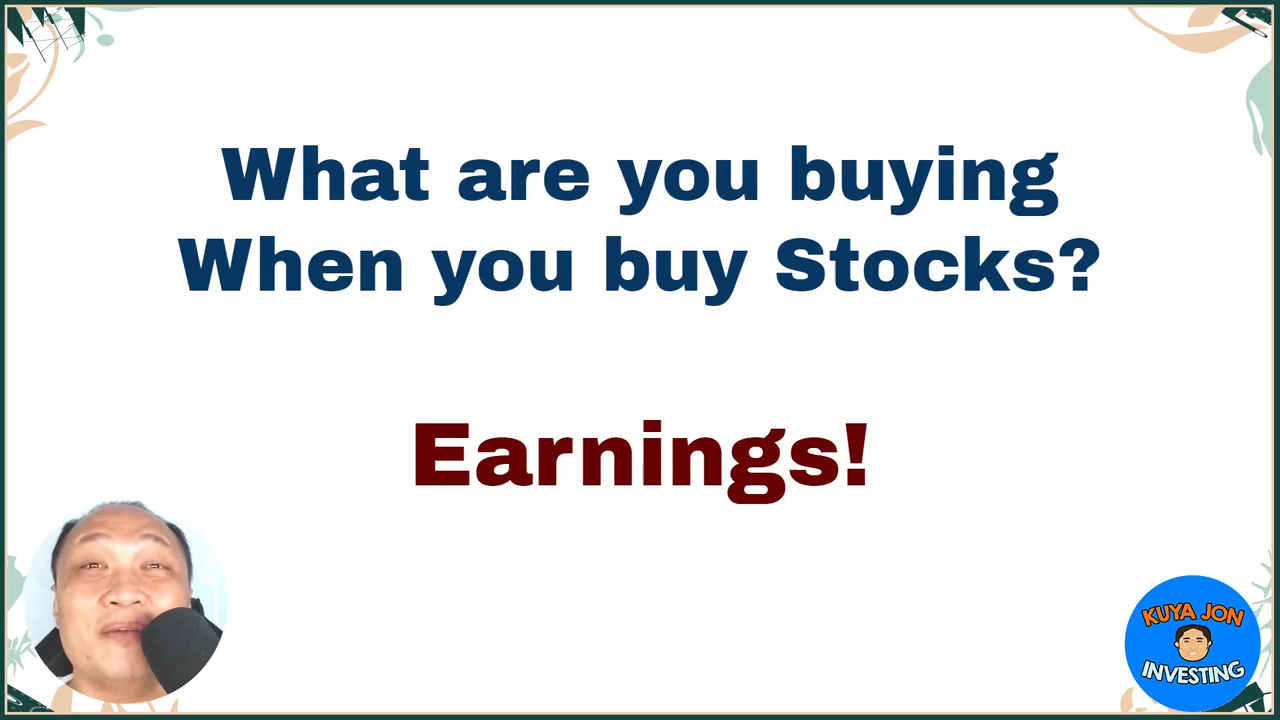 What are you buying
When you buy Stocks?
Earnings!
KUYA JON
INVESTING